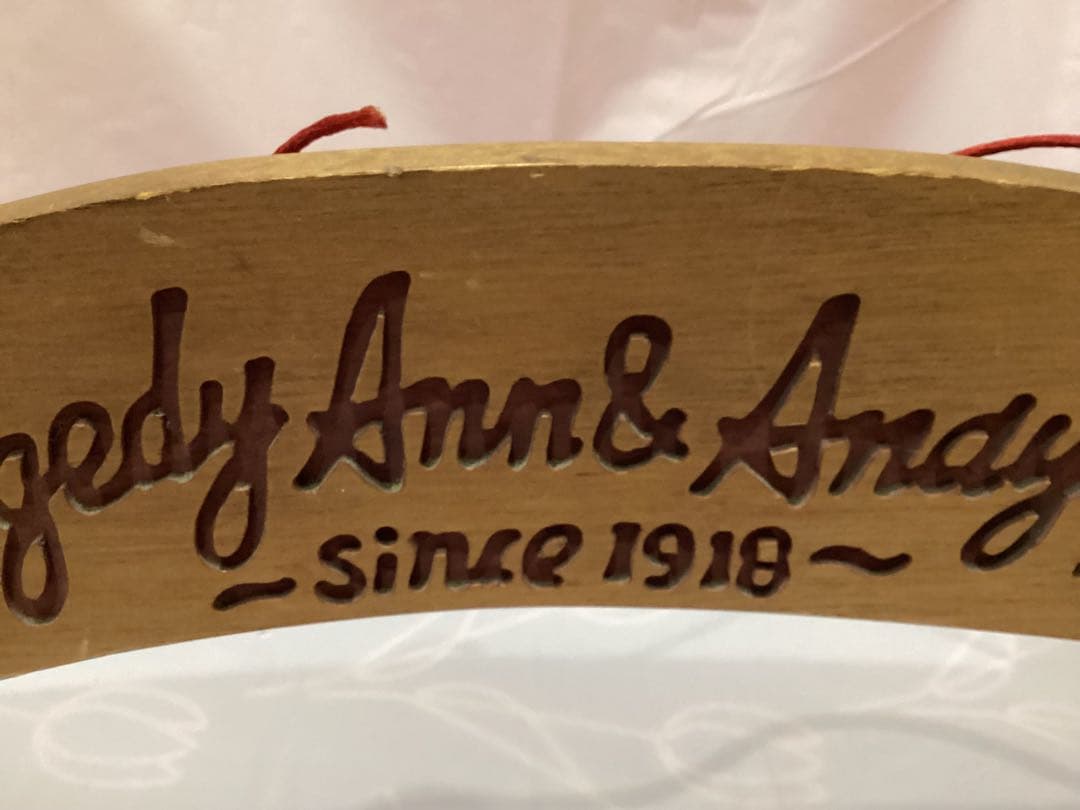 gedy Ann & Andy
~ since 1918 ~